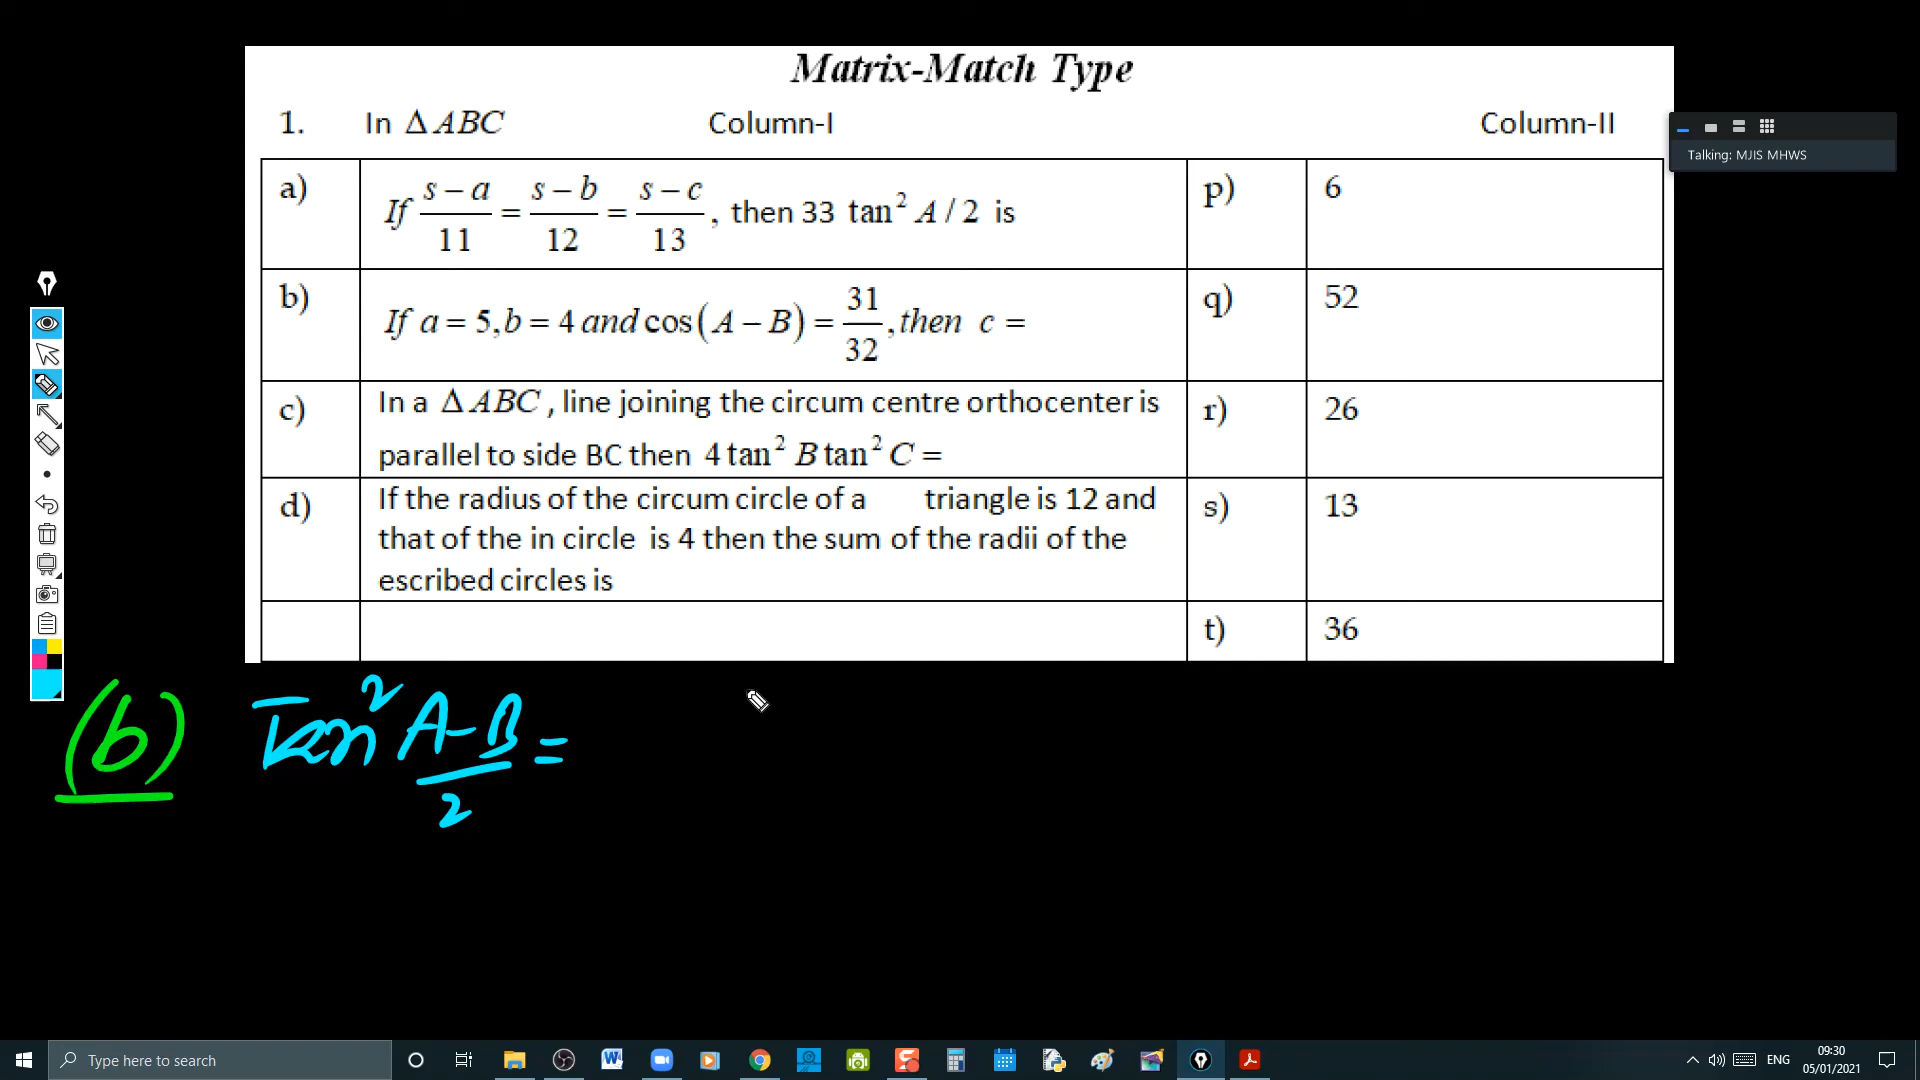 Matrix-Match Type
1. In Δ ABC Column-I Column-II
a) If (s − a)/11 = (s − b)/12 = (s − c)/13 , then 33 tan² A / 2 is p) 6
b) If a = 5, b = 4 and cos(A − B) = 31/32 , then c = q) 52
c) In a Δ ABC , line joining the circum centre orthocenter is
parallel to side BC then 4 tan² B tan² C = r) 26
d) If the radius of the circum circle of a triangle is 12 and
that of the in circle is 4 then the sum of the radii of the
escribed circles is s) 13
t) 36
Talking: MJIS MHWS
(b) Tan² (A-B)/2 =
Type here to search
ENG
09:30
05/01/2021